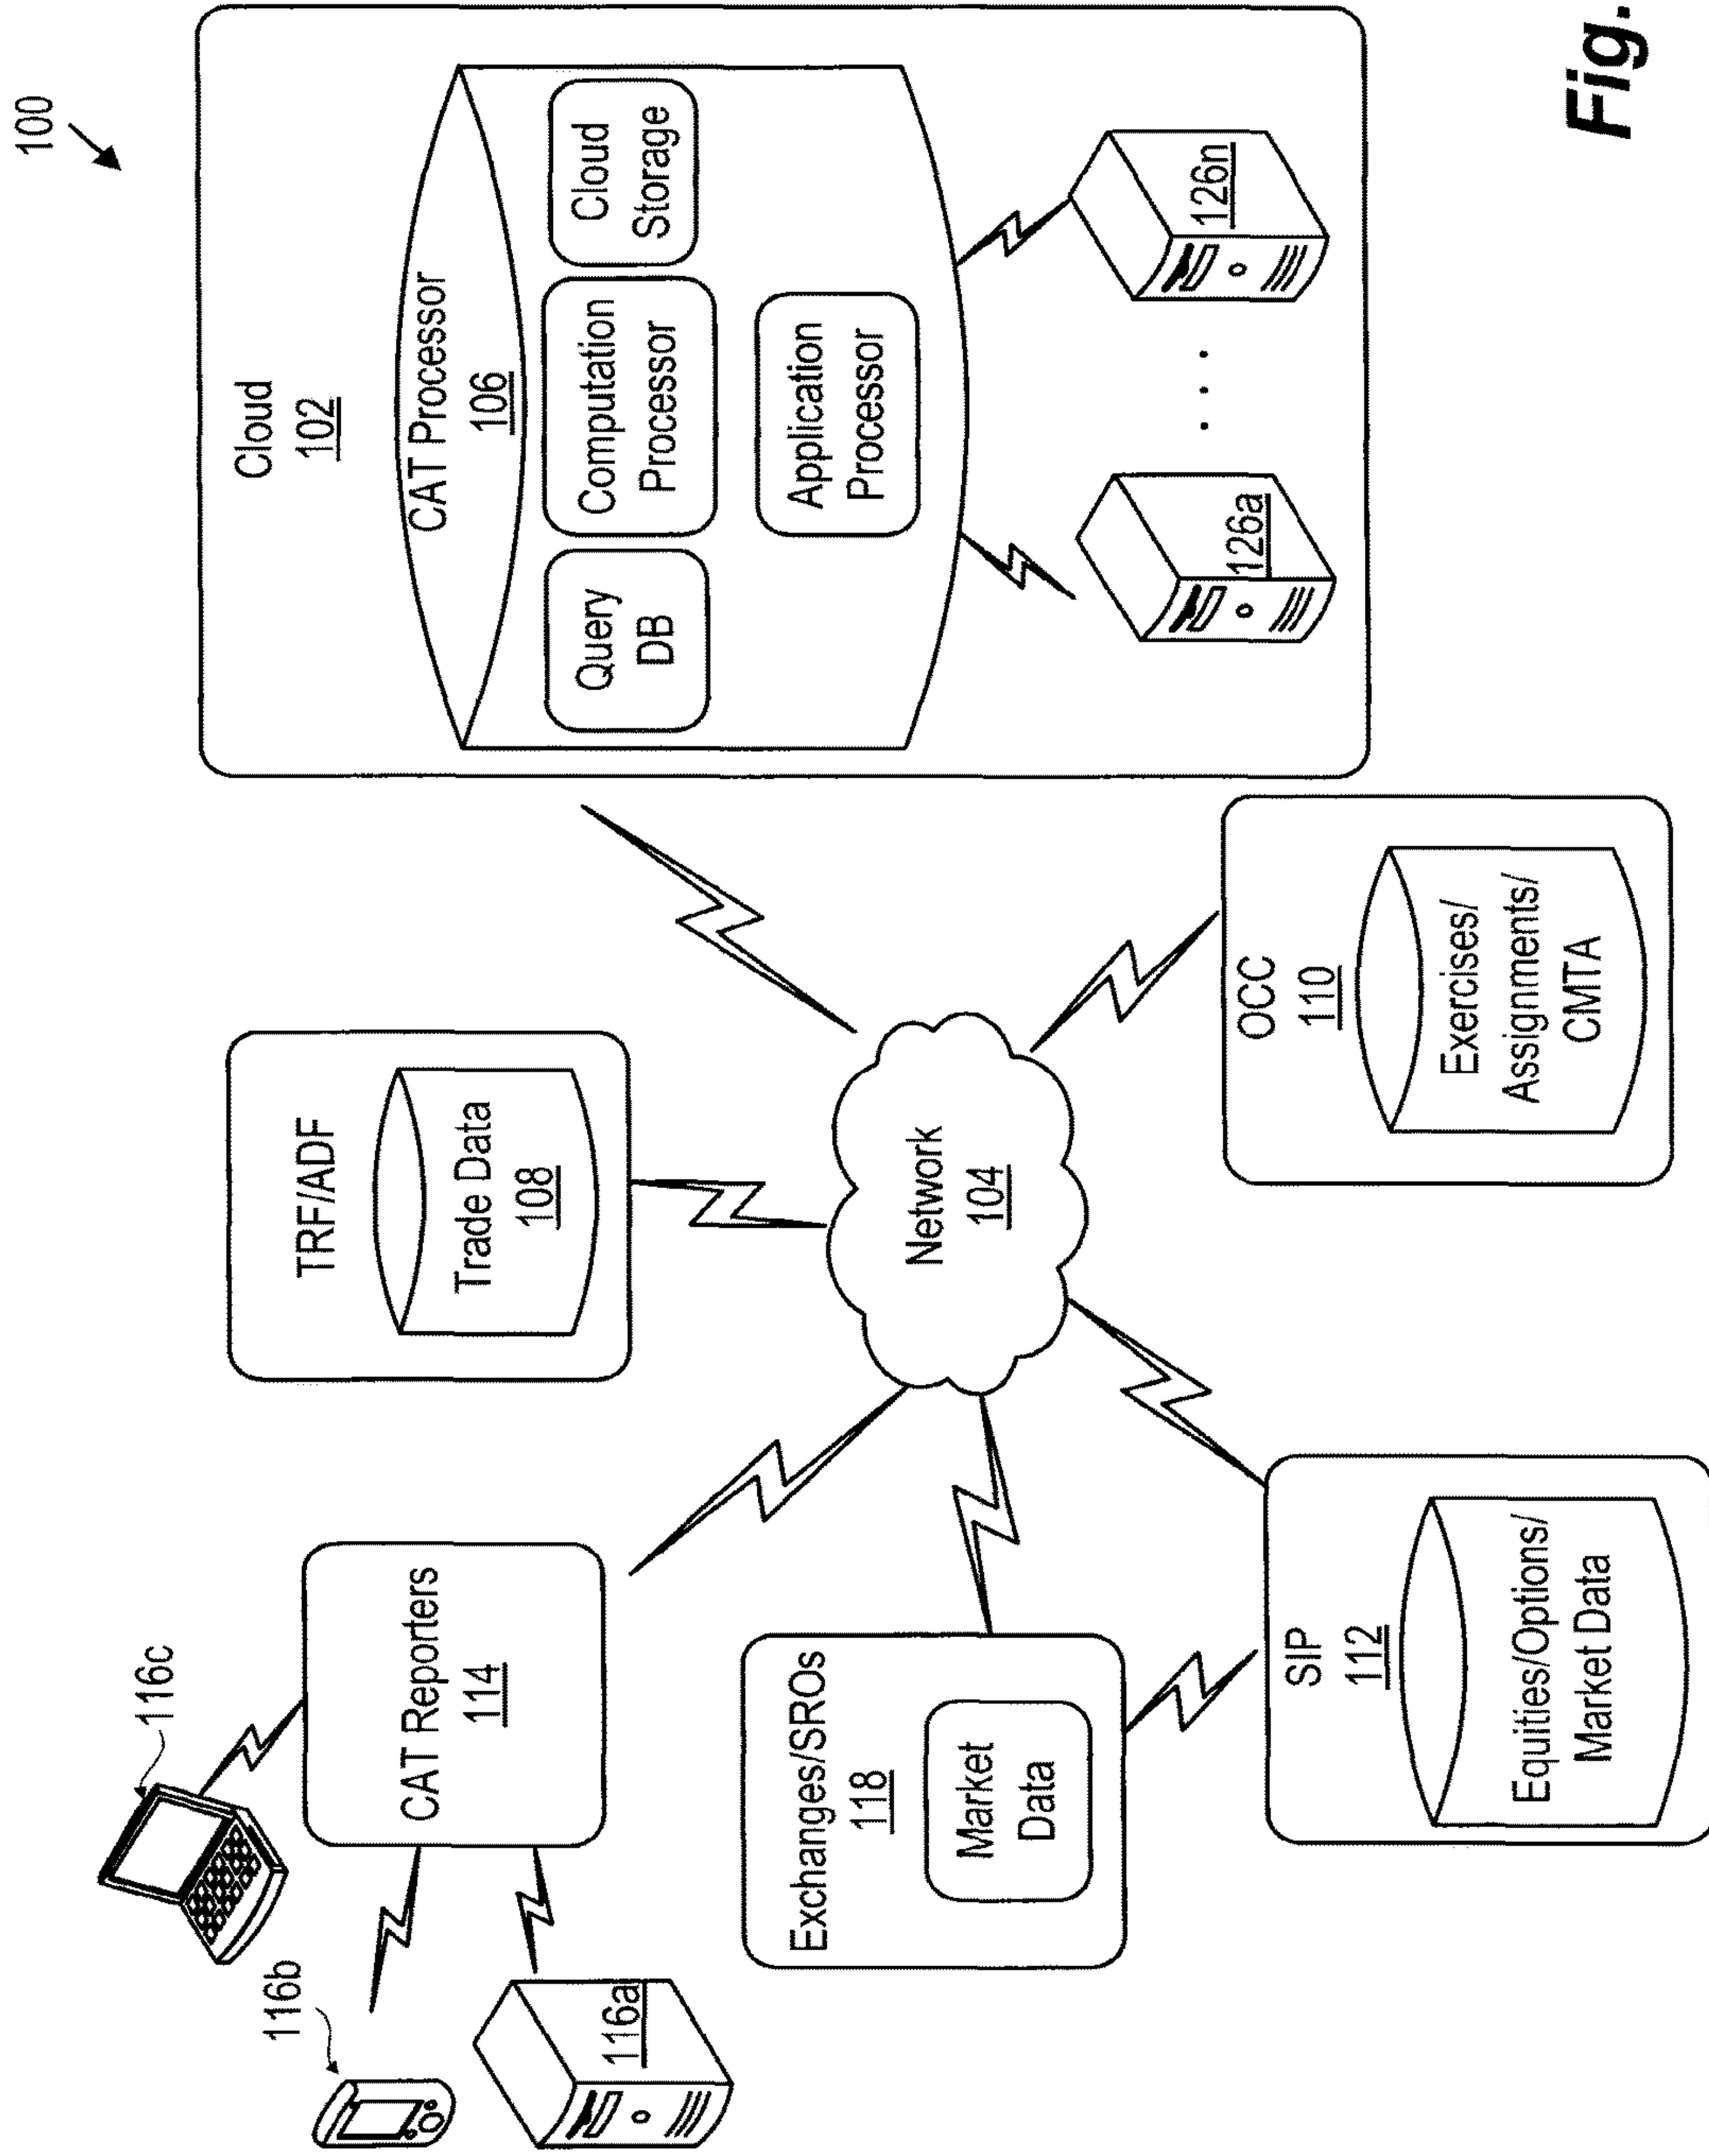 100
116c
116b
116a
CAT Reporters
114
TRF/ADF
Trade Data
108
Cloud
102
CAT Processor
106
Query
DB
Computation
Processor
Cloud
Storage
Application
Processor
126a
. . .
126n
Network
104
Exchanges/SROs
118
Market
Data
SIP
112
Equities/Options/
Market Data
OCC
110
Exercises/
Assignments/
CMTA
Fig.